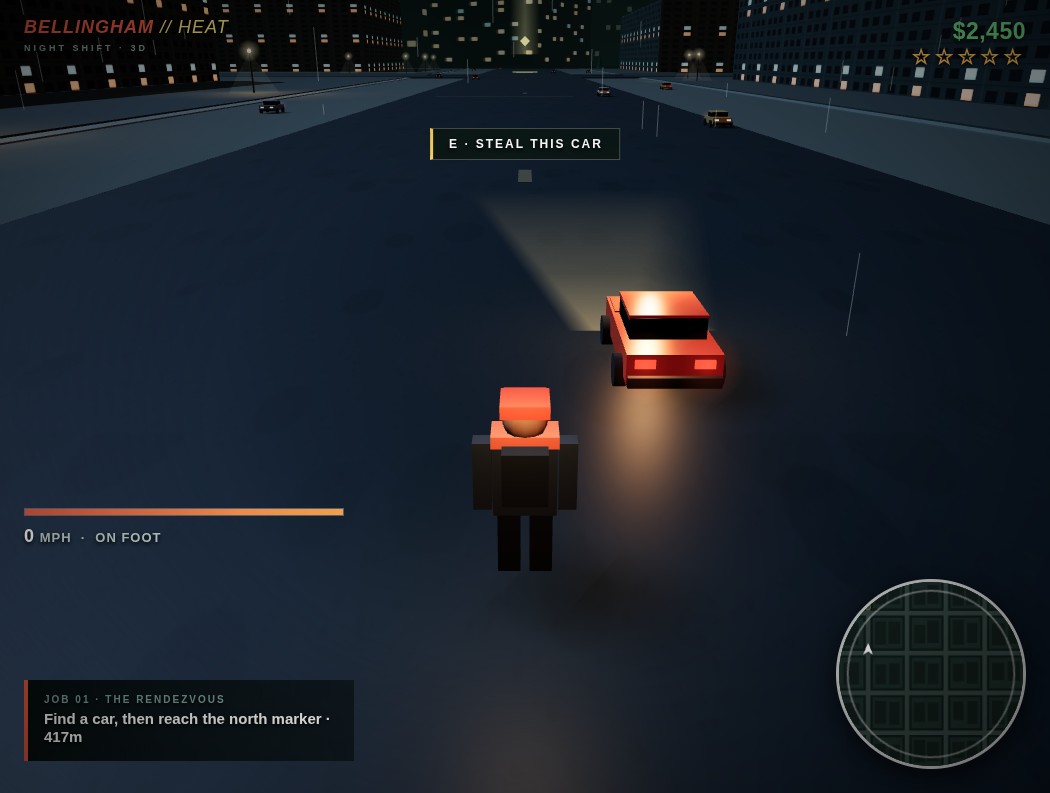 BELLINGHAM // HEAT
NIGHT SHIFT · 3D
$2,450
☆☆☆☆☆
E · STEAL THIS CAR
0 MPH · ON FOOT
JOB 01 · THE RENDEZVOUS
Find a car, then reach the north marker ·
417m